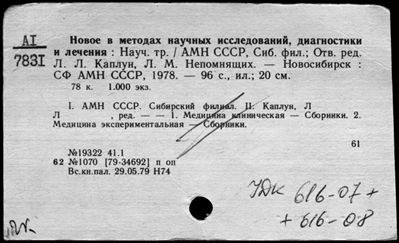 АI
783I
Новое в методах научных исследований, диагностики
и лечения : Науч. тр. / АМН СССР, Сиб. фил.; Отв. ред.
Л. Л. Каплун, Л. М. Непомнящих. — Новосибирск :
СФ АМН СССР, 1978. — 96 с., ил.; 20 см.
78 к. 1.000 экз.
I. АМН СССР. Сибирский филиал. II. Каплун, Л
Л , ред. — — 1. Медицина клиническая — Сборники. 2.
Медицина экспериментальная — Сборники.
61
№19322 41.1
62 №1070 [79-34692] п оп
Вс.кн.пал. 29.05.79 Н74
УДК 616-07 +
+ 616-08